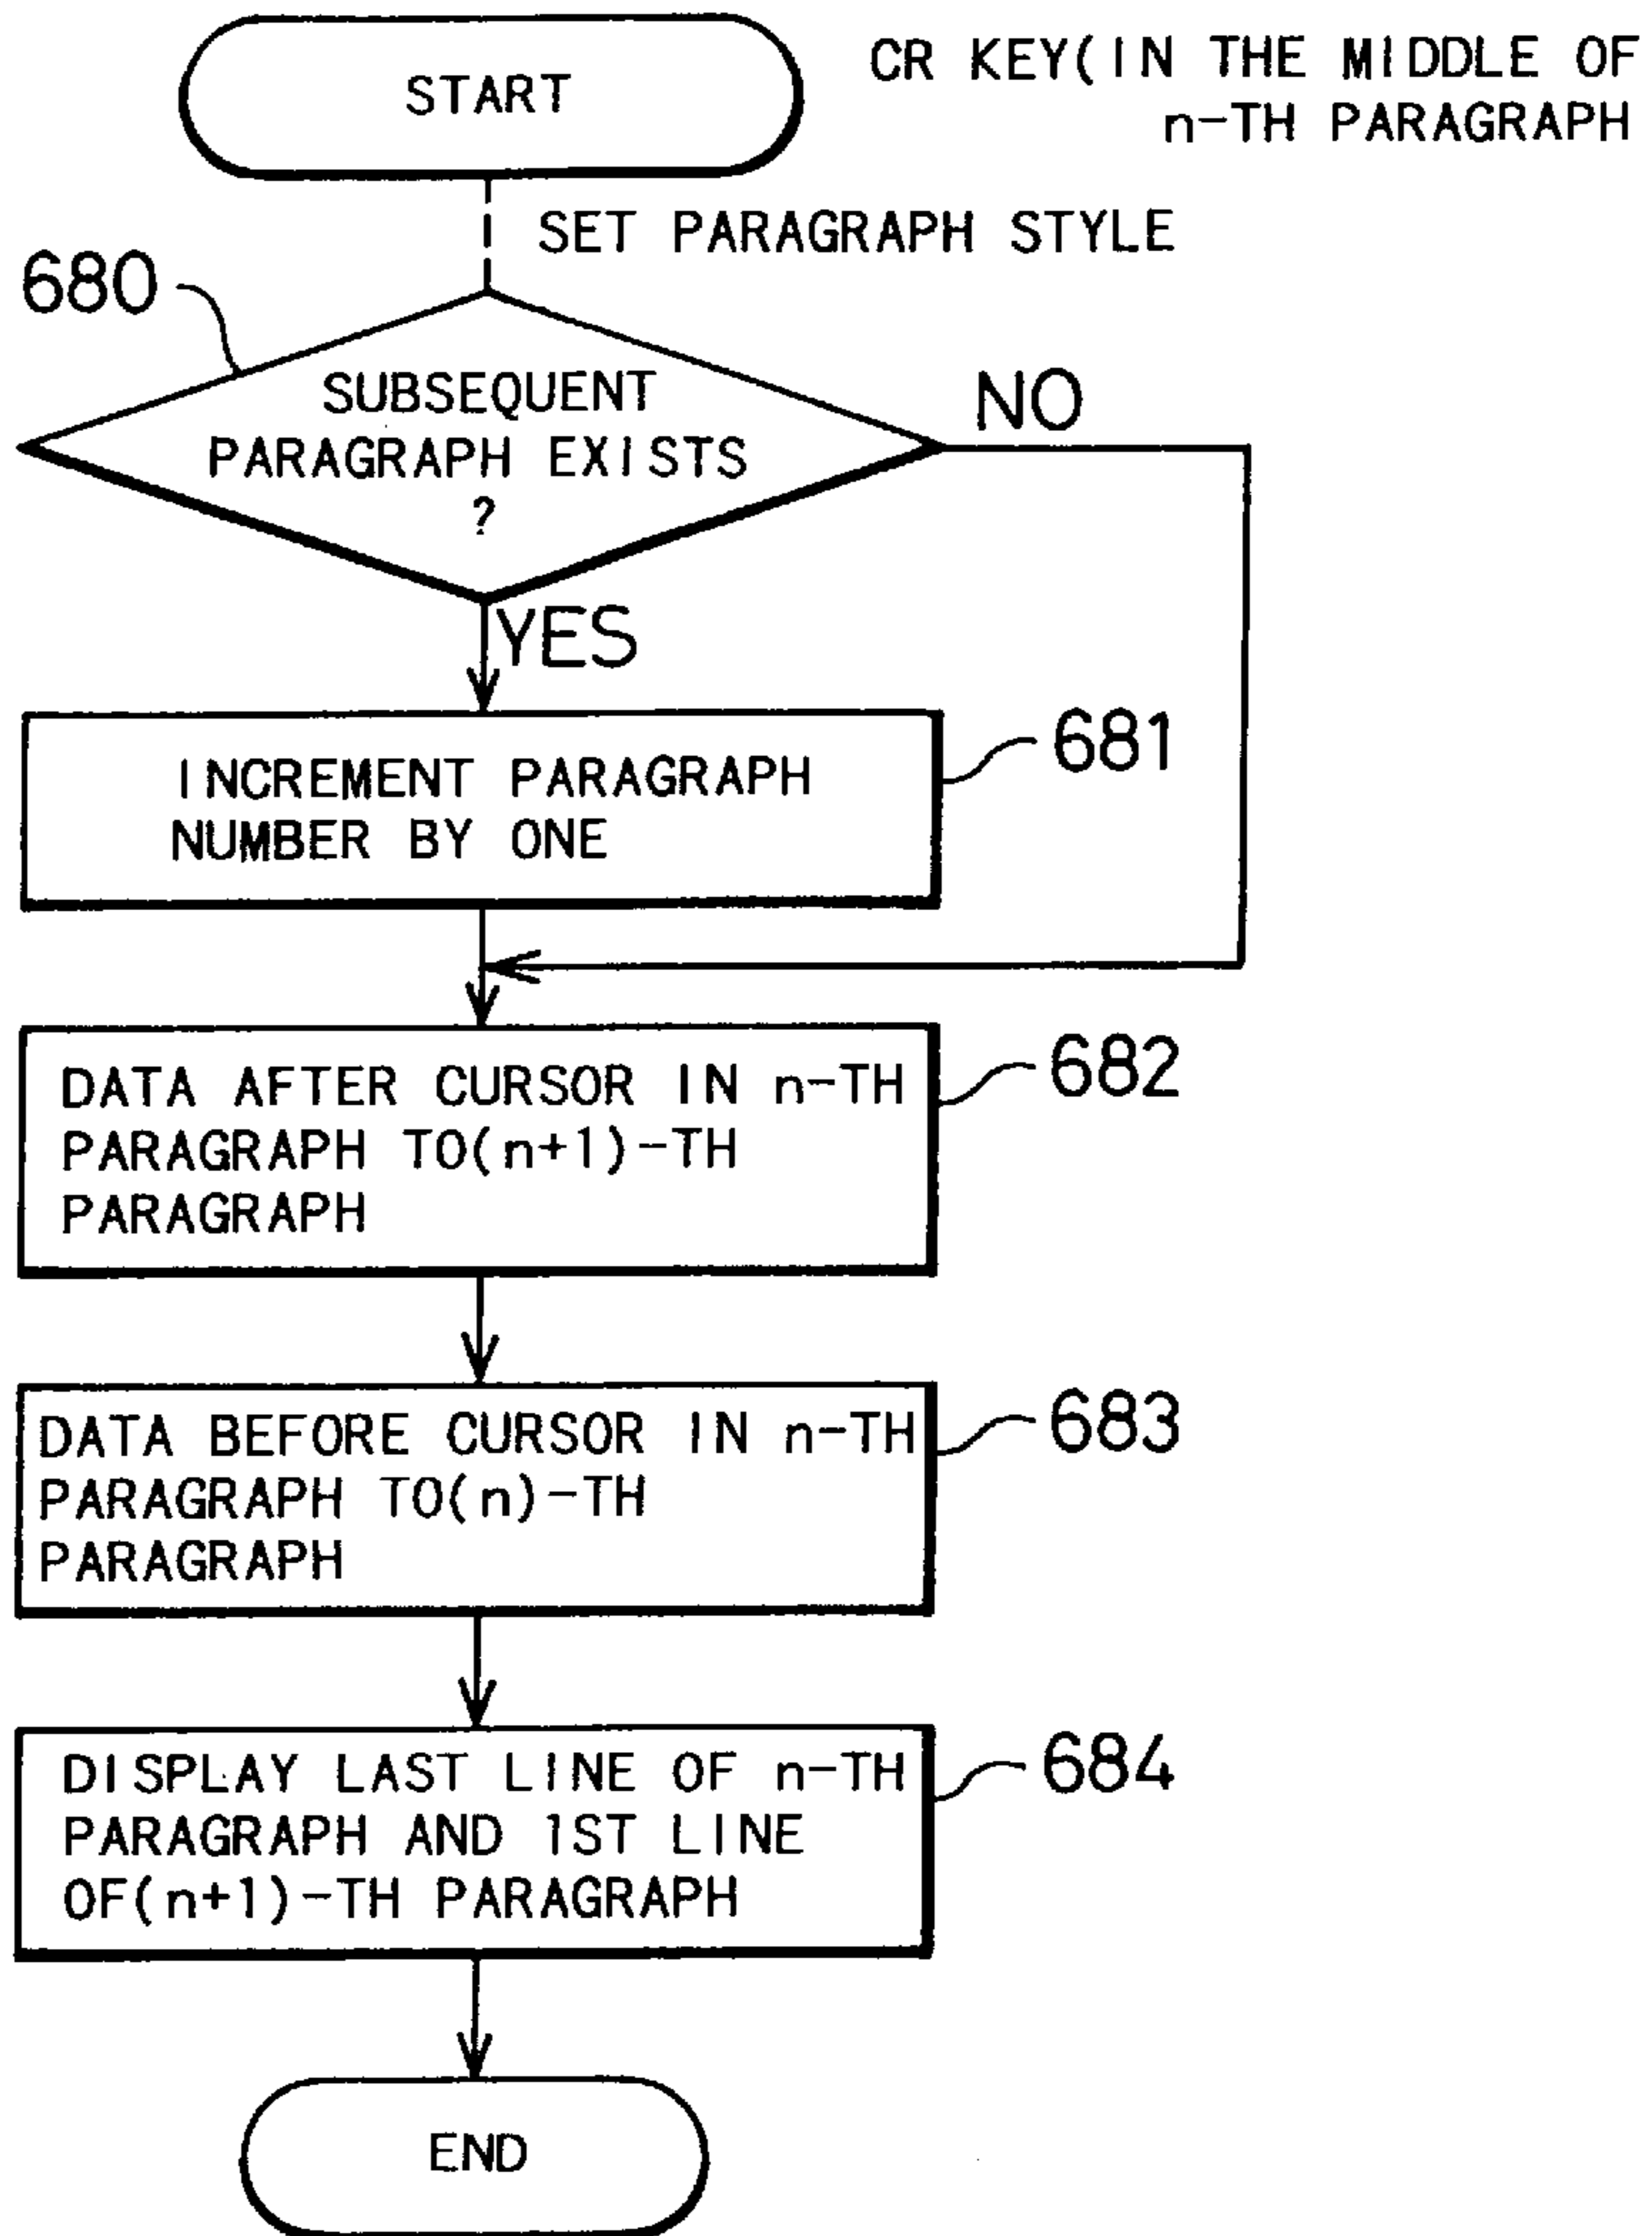 START
CR KEY(IN THE MIDDLE OF
n-TH PARAGRAPH
SET PARAGRAPH STYLE
680
SUBSEQUENT
PARAGRAPH EXISTS
?
NO
YES
INCREMENT PARAGRAPH
NUMBER BY ONE
681
DATA AFTER CURSOR IN n-TH
PARAGRAPH TO(n+1)-TH
PARAGRAPH
682
DATA BEFORE CURSOR IN n-TH
PARAGRAPH TO(n)-TH
PARAGRAPH
683
DISPLAY LAST LINE OF n-TH
PARAGRAPH AND 1ST LINE
OF(n+1)-TH PARAGRAPH
684
END